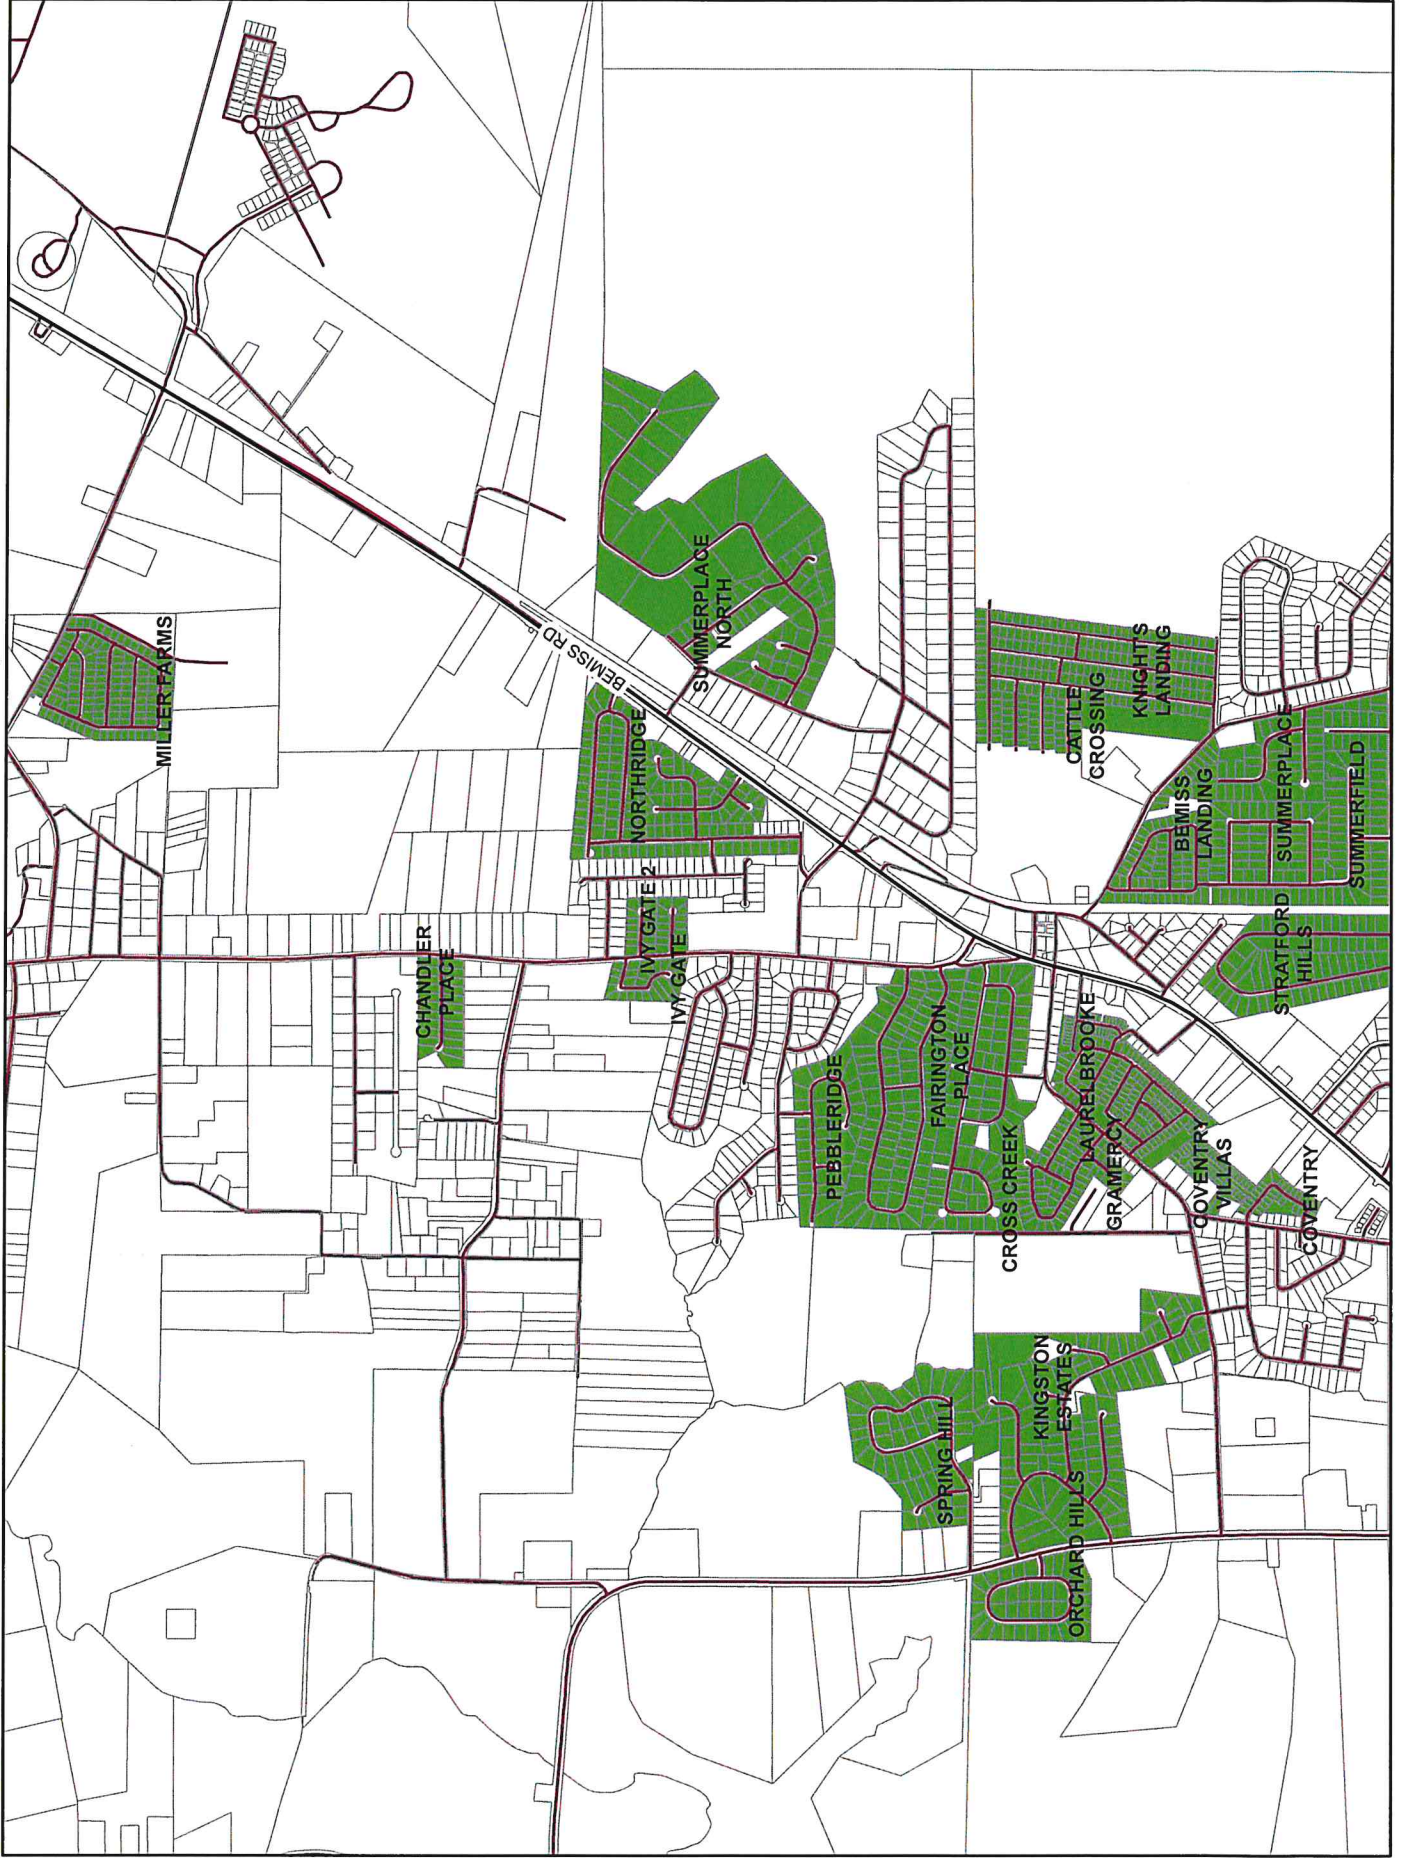 MILLER FARMS
BEMISS RD
SUMMERPLACE
NORTH
NORTHRIDGE
IVY GATE 2
IVY GATE
CHANDLER
PLACE
CATTLE
CROSSING
KNIGHT'S
LANDING
BEMISS
LANDING
SUMMERPLACE
SUMMERFIELD
STRATFORD
HILLS
PEBBLERIDGE
FAIRINGTON
PLACE
CROSS CREEK
LAURELBROOKE
GRAMERCY
COVENTRY
VILLAS
COVENTRY
SPRING HILL
KINGSTON
ESTATES
ORCHARD HILLS